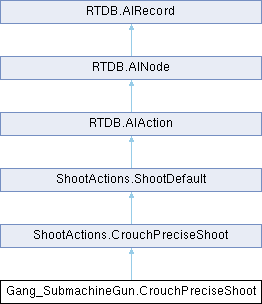 RTDB.AIRecord
RTDB.AINode
RTDB.AIAction
ShootActions.ShootDefault
ShootActions.CrouchPreciseShoot
Gang_SubmachineGun.CrouchPreciseShoot